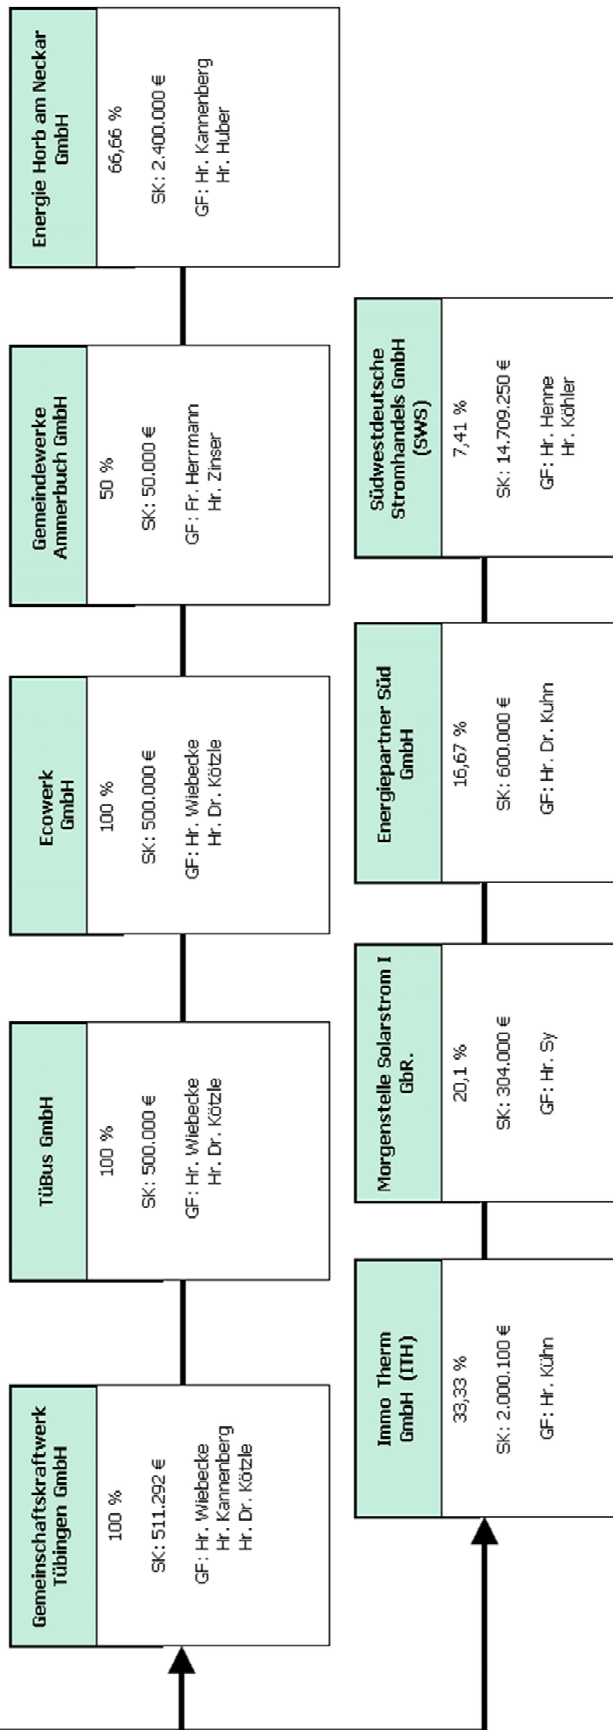 Gemeinschaftskraftwerk
Tübingen GmbH
100 %
SK: 511.292 €
GF: Hr. Wiebecke
Hr. Kannenberg
Hr. Dr. Kötzle
TüBus GmbH
100 %
SK: 500.000 €
GF: Hr. Wiebecke
Hr. Dr. Kötzle
Ecowerk
GmbH
100 %
SK: 500.000 €
GF: Hr. Wiebecke
Hr. Dr. Kötzle
Gemeindewerke
Ammerbuch GmbH
50 %
SK: 50.000 €
GF: Fr. Herrmann
Hr. Zinser
Energie Horb am Neckar
GmbH
66,66 %
SK: 2.400.000 €
GF: Hr. Kannenberg
Hr. Huber
Immo Therm
GmbH (ITH)
33,33 %
SK: 2.000.100 €
GF: Hr. Kühn
Morgenstelle Solarstrom I
GbR.
20,1 %
SK: 304.000 €
GF: Hr. Sy
Energiepartner Süd
GmbH
16,67 %
SK: 600.000 €
GF: Hr. Dr. Kuhn
Südwestdeutsche
Stromhandels GmbH
(SWS)
7,41 %
SK: 14.709.250 €
GF: Hr. Henne
Hr. Köhler